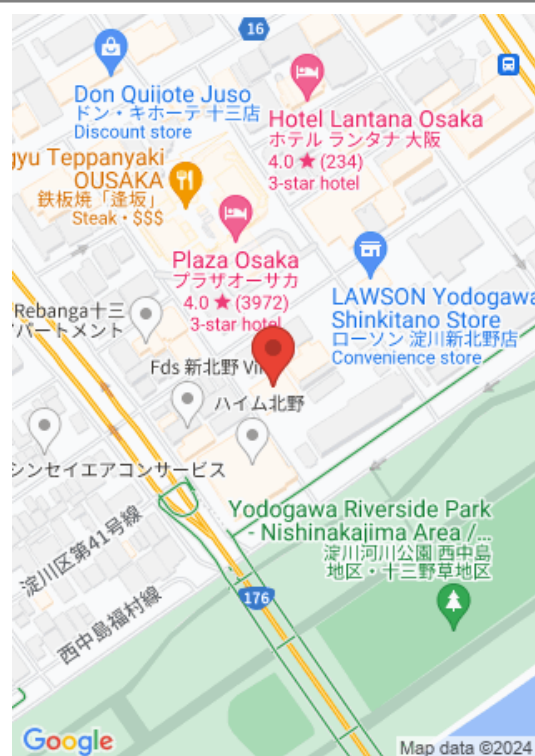 16
Don Quijote Juso
ドン・キホーテ 十三店
Discount store
Hotel Lantana Osaka
ホテル ランタナ 大阪
4.0 ★ (234)
3-star hotel
gyu Teppanyaki
OUSAKA
鉄板焼「逢坂」
Steak • $$$
Plaza Osaka
プラザオーサカ
4.0 ★ (3972)
3-star hotel
LAWSON Yodogawa
Shinkitano Store
ローソン 淀川新北野店
Convenience store
Rebanga十三
アパートメント
Fds 新北野 Vi
ハイム北野
シンセイエアコンサービス
Yodogawa Riverside Park
- Nishinakajima Area /...
淀川河川公園 西中島
地区・十三野草地区
淀川区第41号線
西中島福村線
176
Google
Map data ©2024